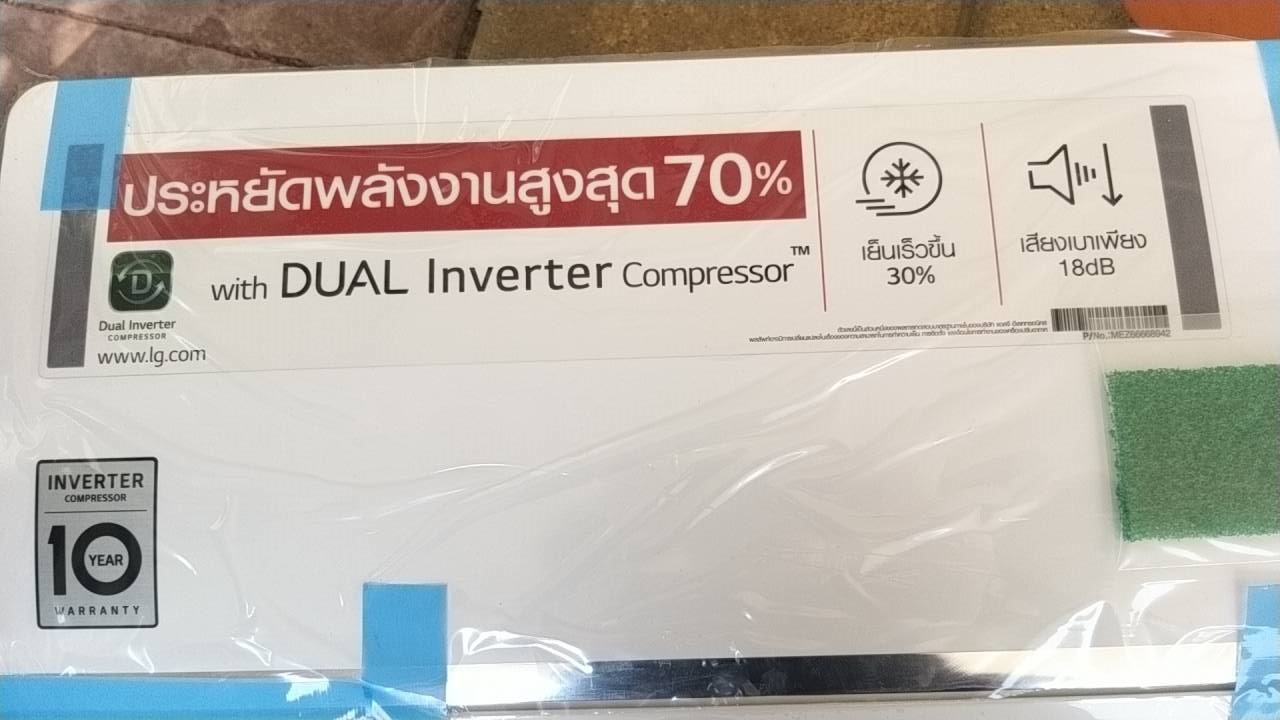 ประหยัดพลังงานสูงสุด 70%
with DUAL Inverter Compressor™
D
Dual Inverter
COMPRESSOR
www.lg.com
เย็นเร็วขึ้น
30%
เสียงเบาเพียง
18dB
P/No.:MEZ66668942
INVERTER
COMPRESSOR
10 YEAR
WARRANTY